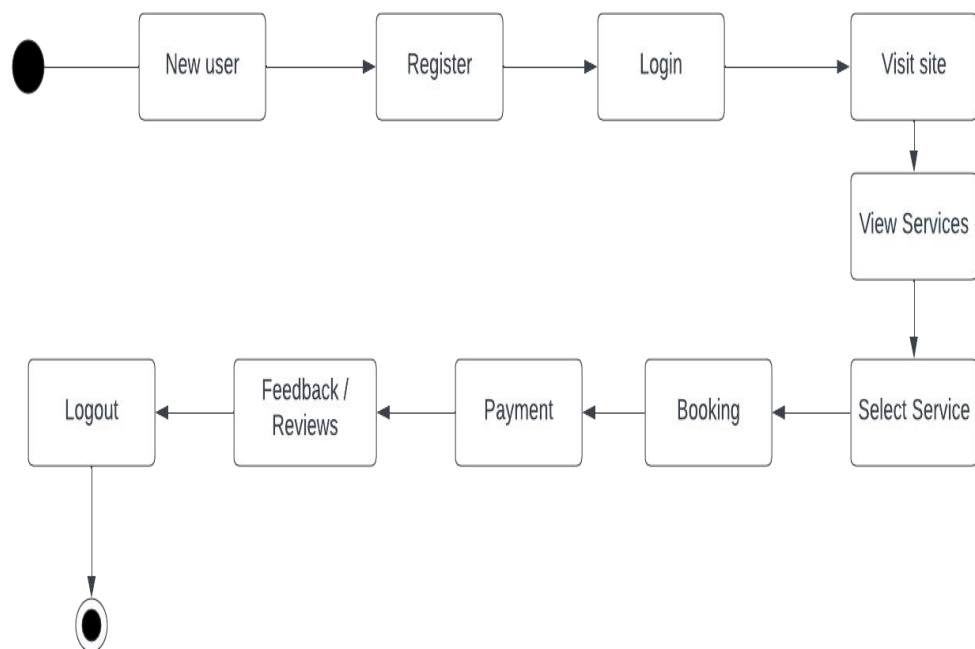 New user
Register
Login
Visit site
View Services
Select Service
Booking
Payment
Feedback /
Reviews
Logout